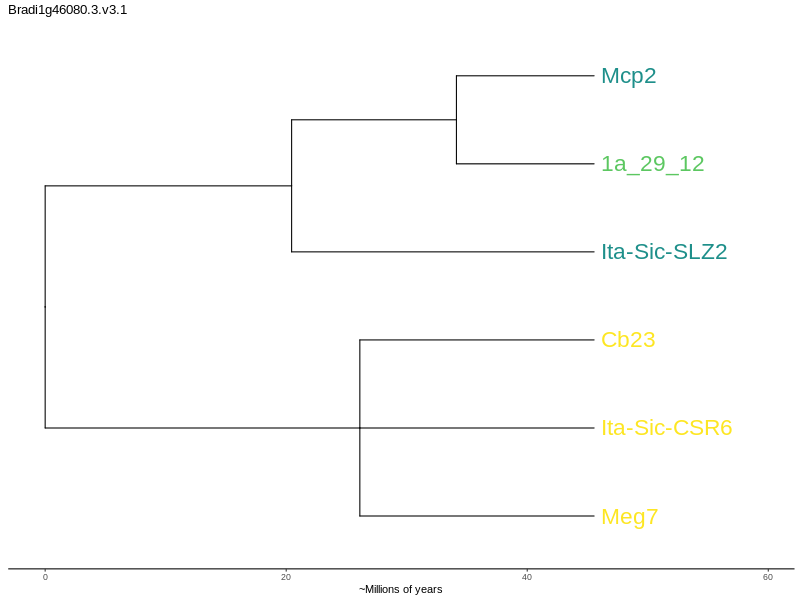 Bradi1g46080.3.v3.1
Mcp2
1a_29_12
Ita-Sic-SLZ2
Cb23
Ita-Sic-CSR6
Meg7
0 20 40 60
~Millions of years